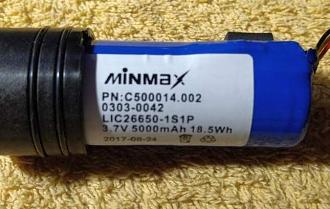 MINMAX
PN:C500014.002
0303-0042
LIC26650-1S1P
3.7V 5000mAh 18.5Wh
2017-08-24